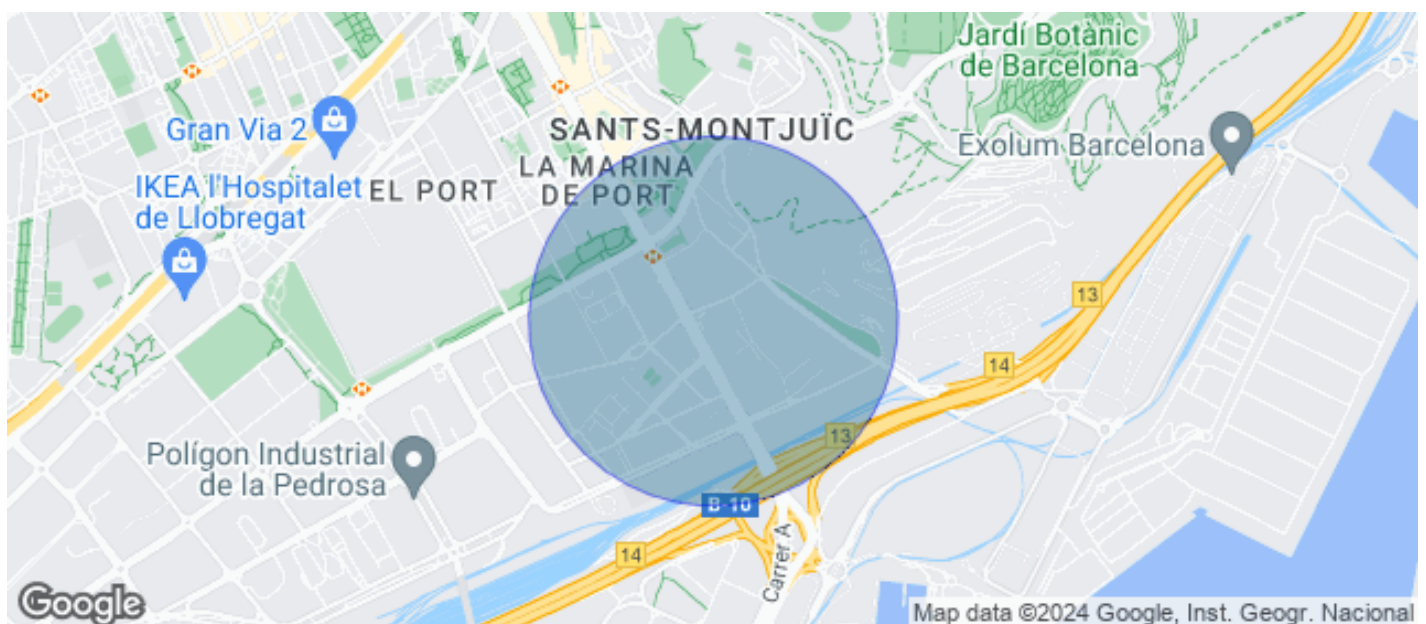 Jardí Botànic
de Barcelona
Gran Via 2
SANTS-MONTJUÏC
Exolum Barcelona
LA MARINA
DE PORT
IKEA l'Hospitalet
de Llobregat
EL PORT
13
14
13
Polígon Industrial
de la Pedrosa
B-10
14
Carrer A
Google
Map data ©2024 Google, Inst. Geogr. Nacional